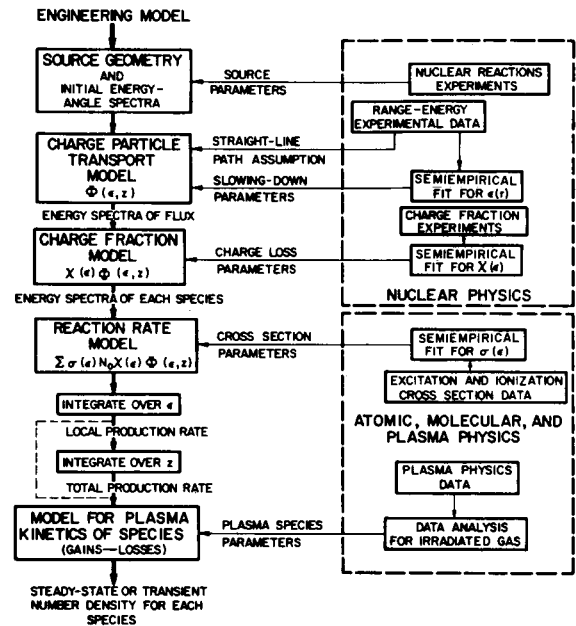 ENGINEERING MODEL
SOURCE GEOMETRY
AND
INITIAL ENERGY-
ANGLE SPECTRA
SOURCE
PARAMETERS
NUCLEAR REACTIONS
EXPERIMENTS
RANGE-ENERGY
EXPERIMENTAL DATA
CHARGE PARTICLE
TRANSPORT
MODEL
Φ(ϵ,z)
STRAIGHT-LINE
PATH ASSUMPTION
SLOWING-DOWN
PARAMETERS
SEMIEMPIRICAL
FIT FOR ϵ(r)
ENERGY SPECTRA OF FLUX
CHARGE FRACTION
EXPERIMENTS
CHARGE FRACTION
MODEL
χ(ϵ) Φ(ϵ,z)
CHARGE LOSS
PARAMETERS
SEMIEMPIRICAL
FIT FOR χ(ϵ)
NUCLEAR PHYSICS
ENERGY SPECTRA OF EACH SPECIES
REACTION RATE
MODEL
Σ σ(ϵ) N₀ χ(ϵ) Φ(ϵ,z)
CROSS SECTION
PARAMETERS
SEMIEMPIRICAL
FIT FOR σ(ϵ)
EXCITATION AND IONIZATION
CROSS SECTION DATA
INTEGRATE OVER ϵ
LOCAL PRODUCTION RATE
ATOMIC, MOLECULAR, AND
PLASMA PHYSICS
INTEGRATE OVER z
TOTAL PRODUCTION RATE
PLASMA PHYSICS
DATA
MODEL FOR PLASMA
KINETICS OF SPECIES
(GAINS—LOSSES)
PLASMA SPECIES
PARAMETERS
DATA ANALYSIS
FOR IRRADIATED GAS
STEADY-STATE OR TRANSIENT
NUMBER DENSITY FOR EACH
SPECIES